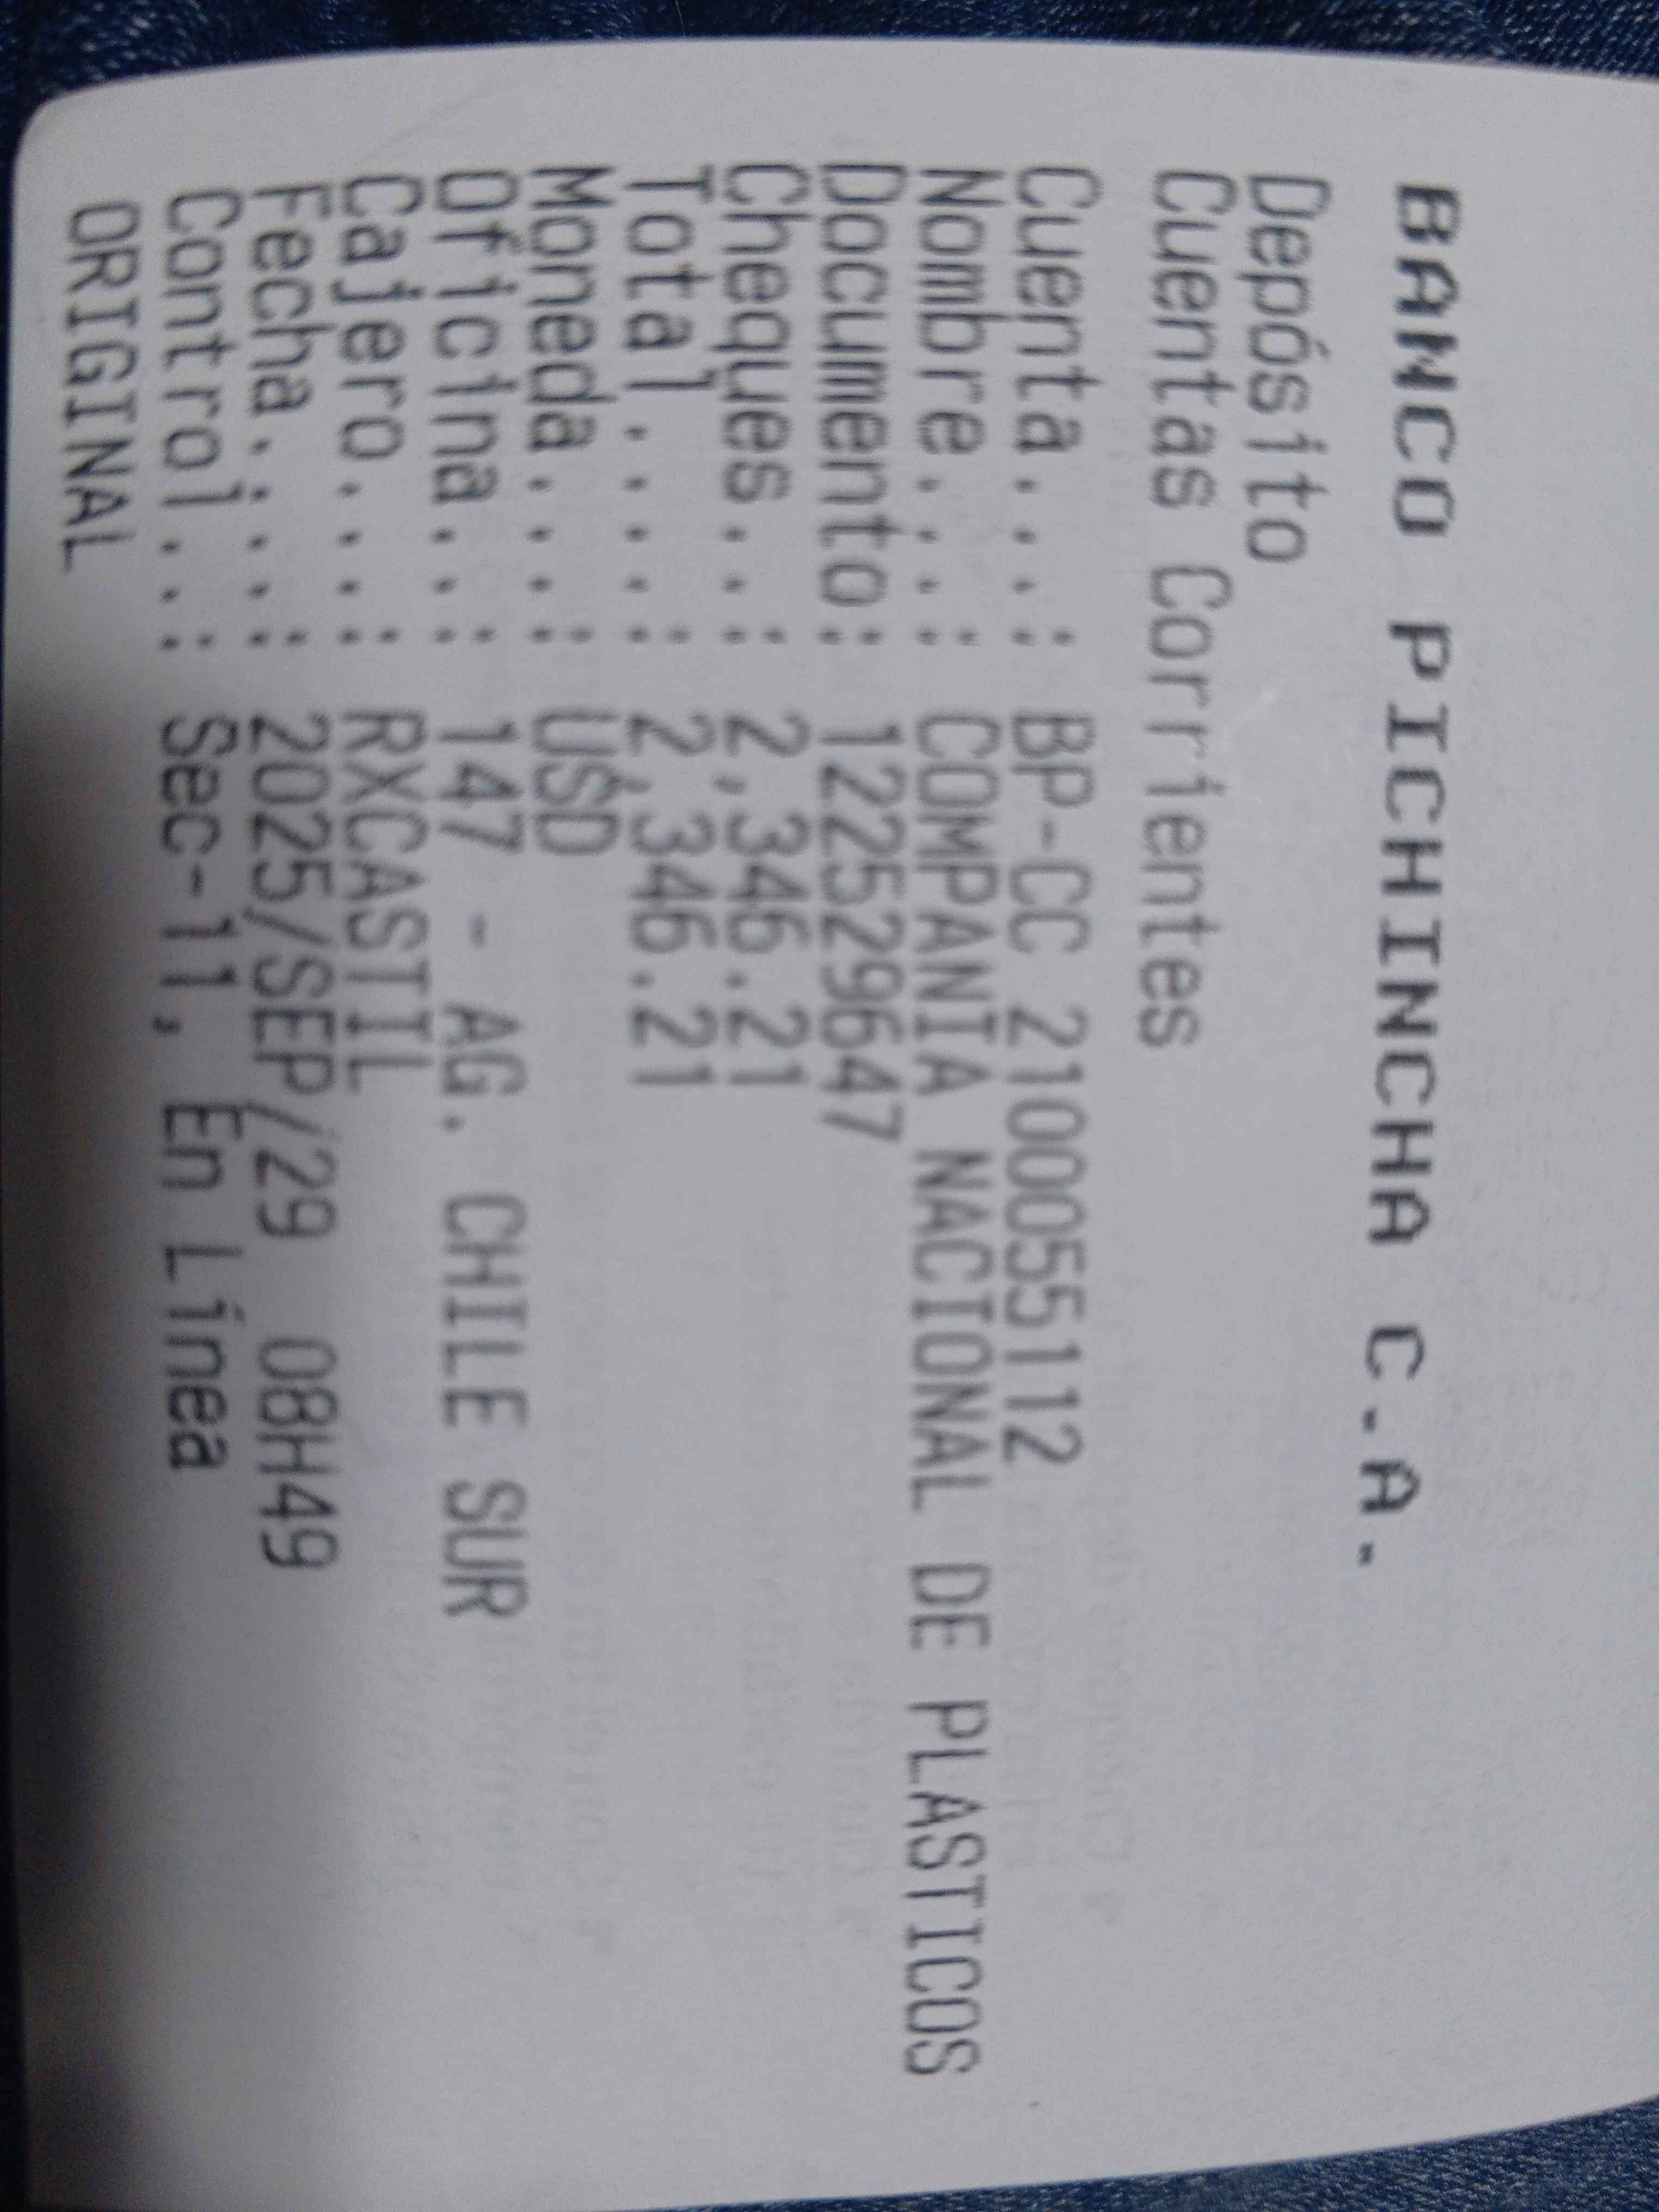 BANCO PICHINCHA C.A.
Depósito
Cuentas Corrientes
Cuenta...: BP-CC 2100055112
Nombre...: COMPANIA NACIONAL DE PLASTICOS
Documento: 1225529647
Cheques..: 2,346.21
Total....: 2,346.21
Moneda...: USD
Oficina..: 147 - AG. CHILE SUR
Cajero...: RXCASTIL
Fecha....: 2025/SEP/29 08H49
Control..: Sec-11, En Línea
ORIGINAL